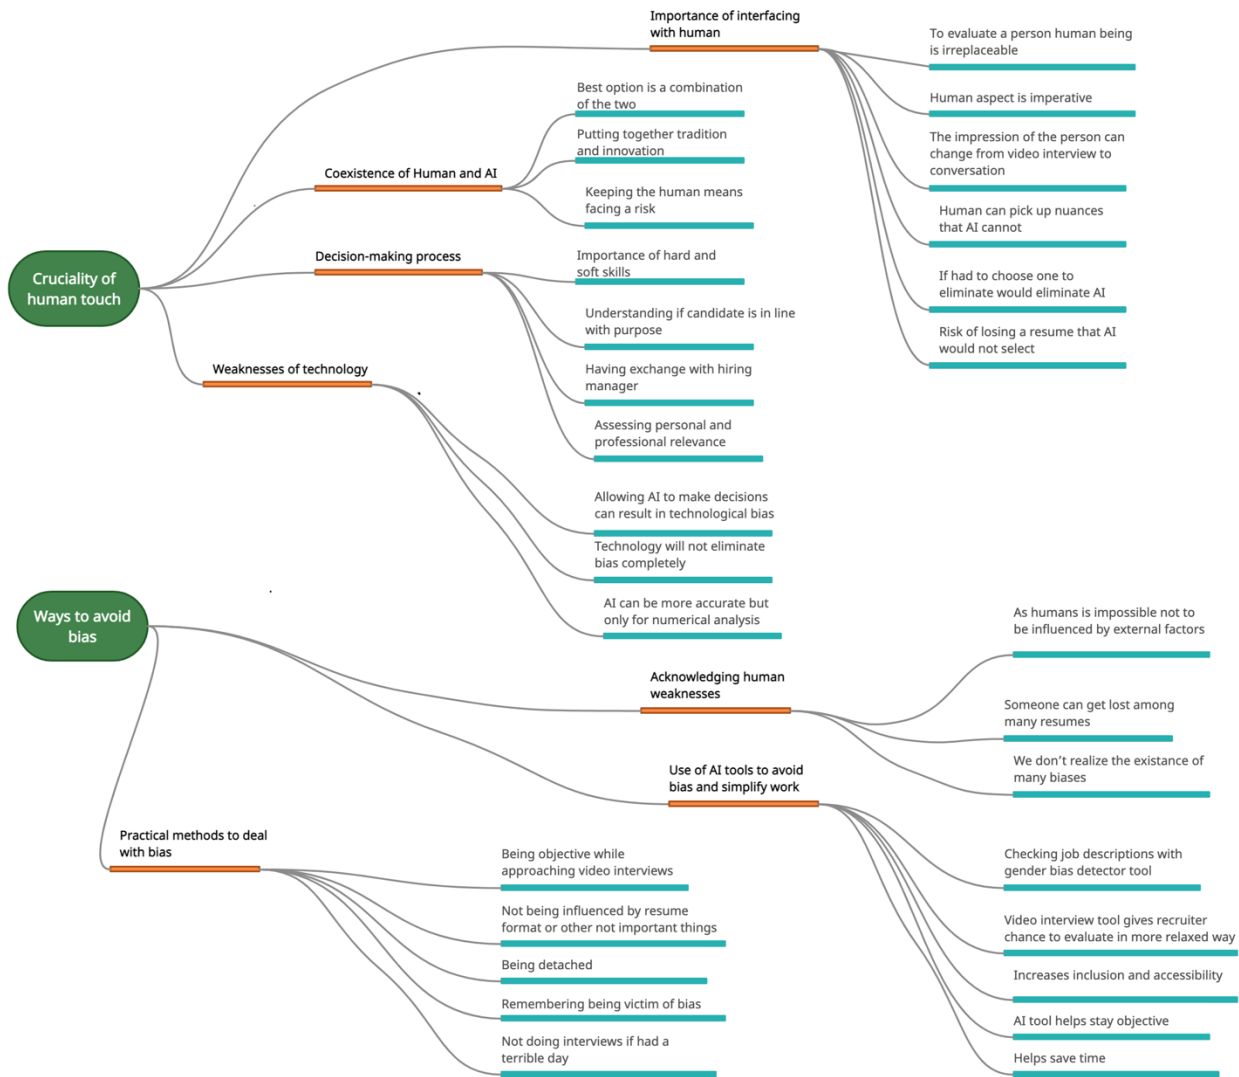 Cruciality of
human touch
Importance of interfacing
with human
To evaluate a person human being
is irreplaceable
Human aspect is imperative
The impression of the person can
change from video interview to
conversation
Human can pick up nuances
that AI cannot
If had to choose one to
eliminate would eliminate AI
Risk of losing a resume that AI
would not select
Coexistence of Human and AI
Best option is a combination
of the two
Putting together tradition
and innovation
Keeping the human means
facing a risk
Decision-making process
Importance of hard and
soft skills
Understanding if candidate is in line
with purpose
Having exchange with hiring
manager
Assessing personal and
professional relevance
Weaknesses of technology
Allowing AI to make decisions
can result in technological bias
Technology will not eliminate
bias completely
AI can be more accurate but
only for numerical analysis
Ways to avoid
bias
Acknowledging human
weaknesses
As humans is impossible not to
be influenced by external factors
Someone can get lost among
many resumes
We don't realize the existance of
many biases
Use of AI tools to avoid
bias and simplify work
Checking job descriptions with
gender bias detector tool
Video interview tool gives recruiter
chance to evaluate in more relaxed way
Increases inclusion and accessibility
AI tool helps stay objective
Helps save time
Practical methods to deal
with bias
Being objective while
approaching video interviews
Not being influenced by resume
format or other not important things
Being detached
Remembering being victim of bias
Not doing interviews if had a
terrible day